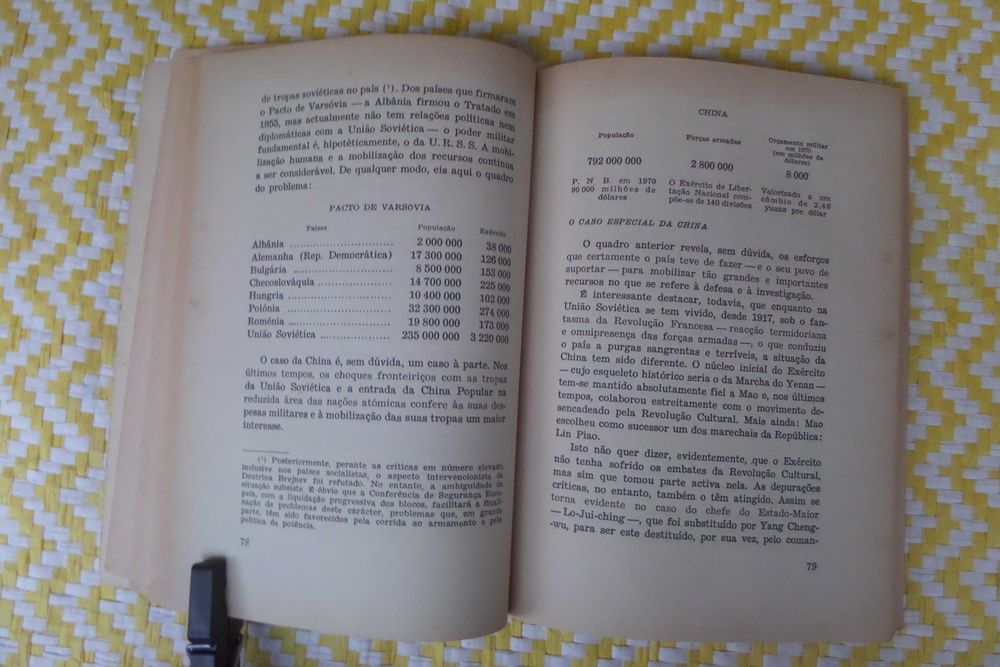 de tropas soviéticas no país (¹). Dos países que firmaram
o Pacto de Varsóvia — a Albânia firmou o Tratado em
1955, mas actualmente não tem relações políticas nem
diplomáticas com a União Soviética — o poder militar
fundamental é, hipotèticamente, o da U. R. S. S. A mobi-
lização humana e a mobilização dos recursos continua
a ser considerável. De qualquer modo, eis aqui o quadro
do problema:
PACTO DE VARSÓVIA
Países População Exército
Albânia .......................... 2 000 000 38 000
Alemanha (Rep. Democrática) 17 300 000 126 000
Bulgária ......................... 8 500 000 153 000
Checoslováquia ................... 14 700 000 225 000
Hungria .......................... 10 400 000 102 000
Polónia .......................... 32 300 000 274 000
Roménia .......................... 19 800 000 173 000
União Soviética .................. 235 000 000 3 220 000
O caso da China é, sem dúvida, um caso à parte. Nos
últimos tempos, os choques fronteiriços com as tropas
da União Soviética e a entrada da China Popular na
reduzida área das nações atómicas confere às suas des-
pesas militares e à mobilização das suas tropas um maior
interesse.
(¹) Posteriormente, perante as críticas em número elevado,
inclusive nos países socialistas, o aspecto intervencionista da
Doutrina Brejnev foi refutado. No entanto, a ambiguidade da
situação subsiste. É óbvio que a Conferência de Segurança Euro-
peia, com a liquidação progressiva dos blocos, facilitará a finali-
zação de problemas deste carácter, problemas que, em grande
parte, têm sido favorecidos pela corrida ao armamento e pela
política de potência.
78
CHINA
População Forças armadas Orçamento militar
em 1970
(em milhões de
dólares)
792 000 000 2 800 000 8 000
P. N. B. em 1970 O Exército de Liber- Valorizado a um
90 000 milhões de tação Nacional com- câmbio de 2,46
dólares põe-se de 140 divisões yuans por dólar
O CASO ESPECIAL DA CHINA
O quadro anterior revela, sem dúvida, os esforços
que certamente o país teve de fazer — e o seu povo de
suportar — para mobilizar tão grandes e importantes
recursos no que se refere à defesa e à investigação.
É interessante destacar, todavia, que enquanto na
União Soviética se tem vivido, desde 1917, sob o fan-
tasma da Revolução Francesa — reacção termidoriana
e omnipresença das forças armadas —, o que conduziu
o país a purgas sangrentas e terríveis, a situação da
China tem sido diferente. O núcleo inicial do Exército
— cujo esqueleto histórico seria o da Marcha do Yenan —
tem-se mantido absolutamente fiel a Mao e, nos últimos
tempos, colaborou estreitamente com o movimento de-
sencadeado pela Revolução Cultural. Mais ainda: Mao
escolheu como sucessor um dos marechais da República:
Lin Piao.
Isto não quer dizer, evidentemente, que o Exército
não tenha sofrido os embates da Revolução Cultural,
mas sim que tomou parte activa nela. As depurações
críticas, no entanto, também o têm atingido. Assim se
torna evidente no caso do chefe do Estado-Maior
— Lo-Jui-ching —, que foi substituído por Yang Cheng-
-wu, para ser este destituído, por sua vez, pelo coman-
79